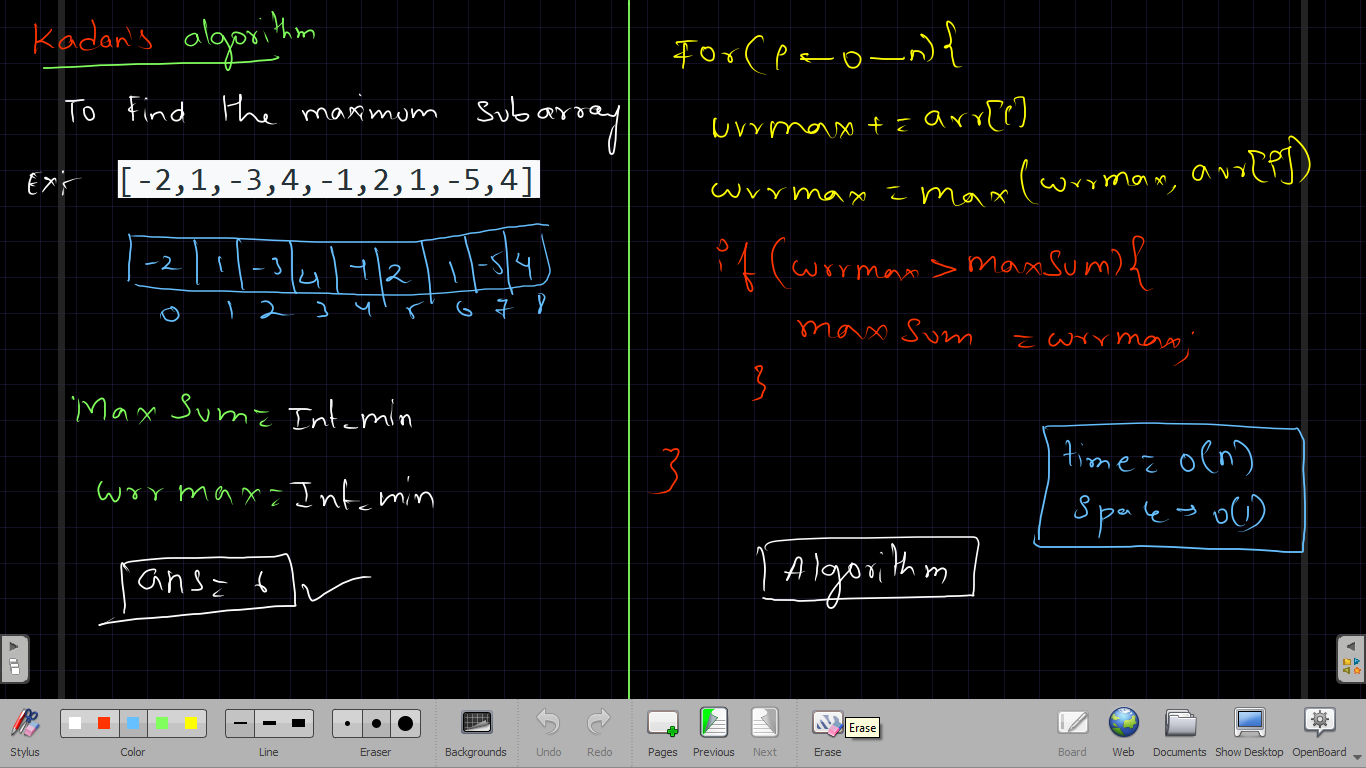 Kadan's algorithm
To find the maximum subarray
Ex:-
[-2,1,-3,4,-1,2,1,-5,4]
-2 1 -3 4 -1 2 1 -5 4
0 1 2 3 4 5 6 7 8
Max Sum = Int_min
currmax = Int_min
ans = 6
For(i ← 0 — n){
currmax += arr[i]
currmax = max(currmax, arr[i])
if (currmax > maxSum){
max Sum = currmax;
}
}
time = O(n)
Space → O(1)
Algorithm
Stylus
Color
Line
Eraser
Backgrounds
Undo
Redo
Pages
Previous
Next
Erase
Erase
Board
Web
Documents
Show Desktop
OpenBoard